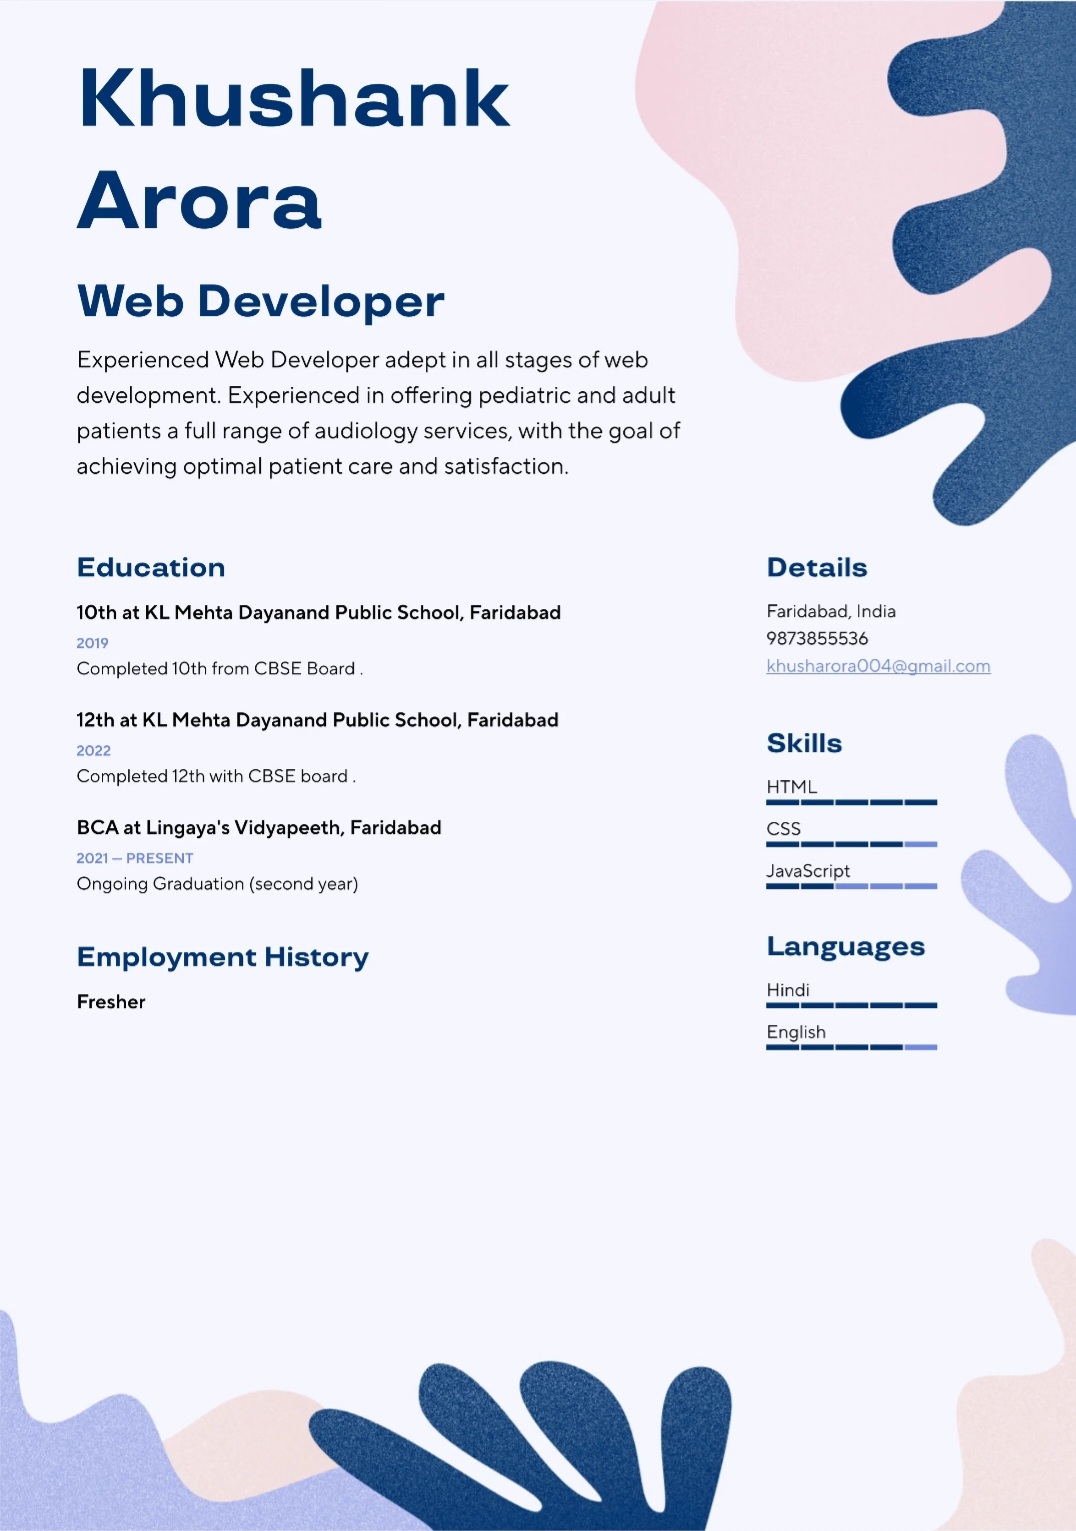 Khushank
Arora
Web Developer
Experienced Web Developer adept in all stages of web
development. Experienced in offering pediatric and adult
patients a full range of audiology services, with the goal of
achieving optimal patient care and satisfaction.
Education
10th at KL Mehta Dayanand Public School, Faridabad
2019
Completed 10th from CBSE Board .
12th at KL Mehta Dayanand Public School, Faridabad
2022
Completed 12th with CBSE board .
BCA at Lingaya's Vidyapeeth, Faridabad
2021 — PRESENT
Ongoing Graduation (second year)
Employment History
Fresher
Details
Faridabad, India
9873855536
khusharora004@gmail.com
Skills
HTML
CSS
JavaScript
Languages
Hindi
English